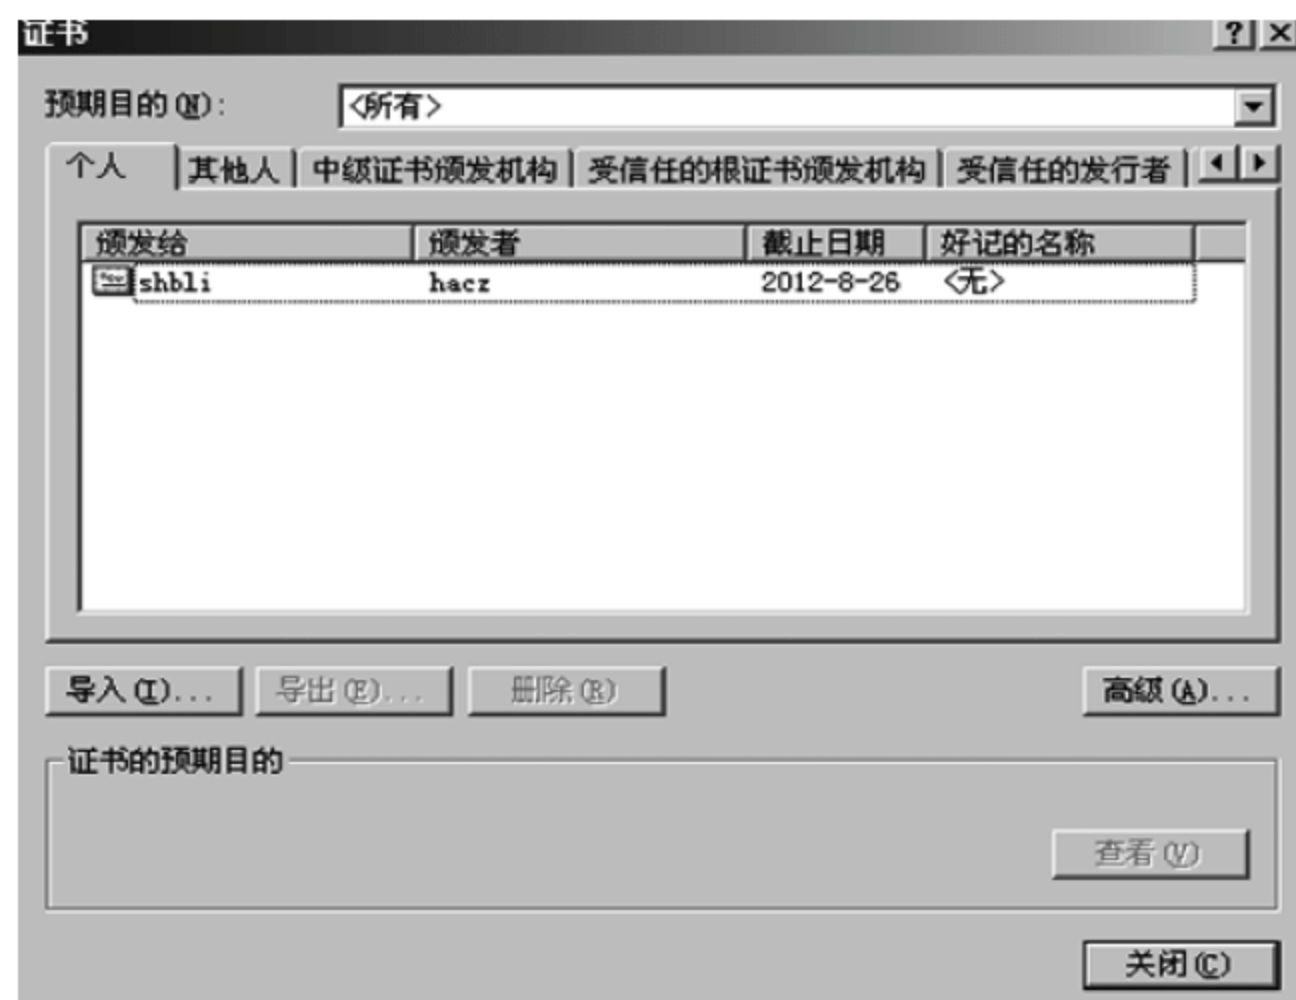 证书
预期目的(N): <所有>
个人 其他人 中级证书颁发机构 受信任的根证书颁发机构 受信任的发行者
颁发给 颁发者 截止日期 好记的名称
shbli hacz 2012-8-26 <无>
导入(I)... 导出(E)... 删除(R) 高级(A)...
证书的预期目的
查看(V)
关闭(C)